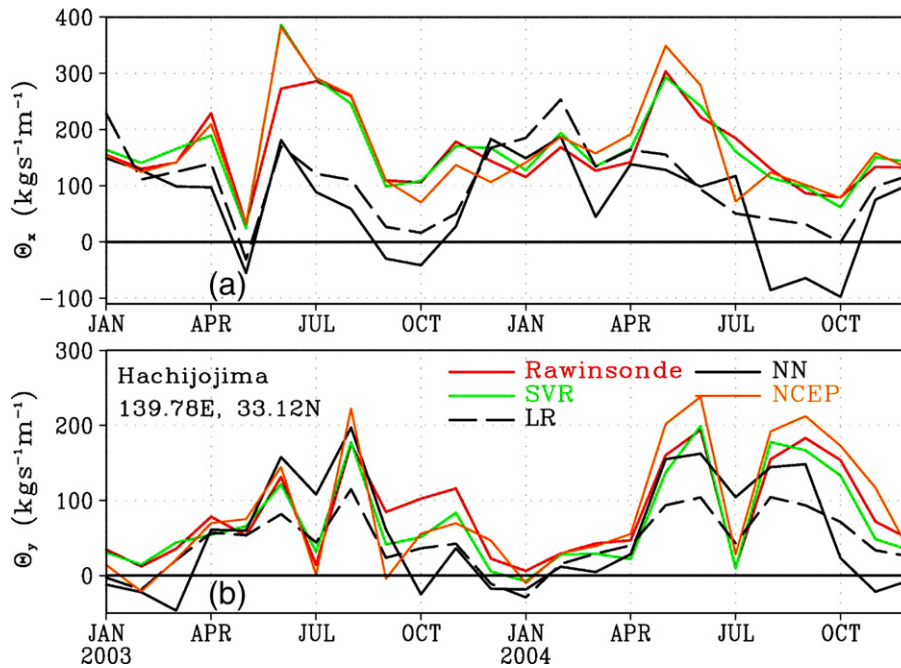 400
300
200
100
0
-100
Θx (kgs⁻¹m⁻¹)
(a)
JAN APR JUL OCT JAN APR JUL OCT
300
200
100
0
Θy (kgs⁻¹m⁻¹)
Hachijojima
139.78E, 33.12N
Rawinsonde
SVR
LR
NN
NCEP
(b)
JAN APR JUL OCT JAN APR JUL OCT
2003 2004